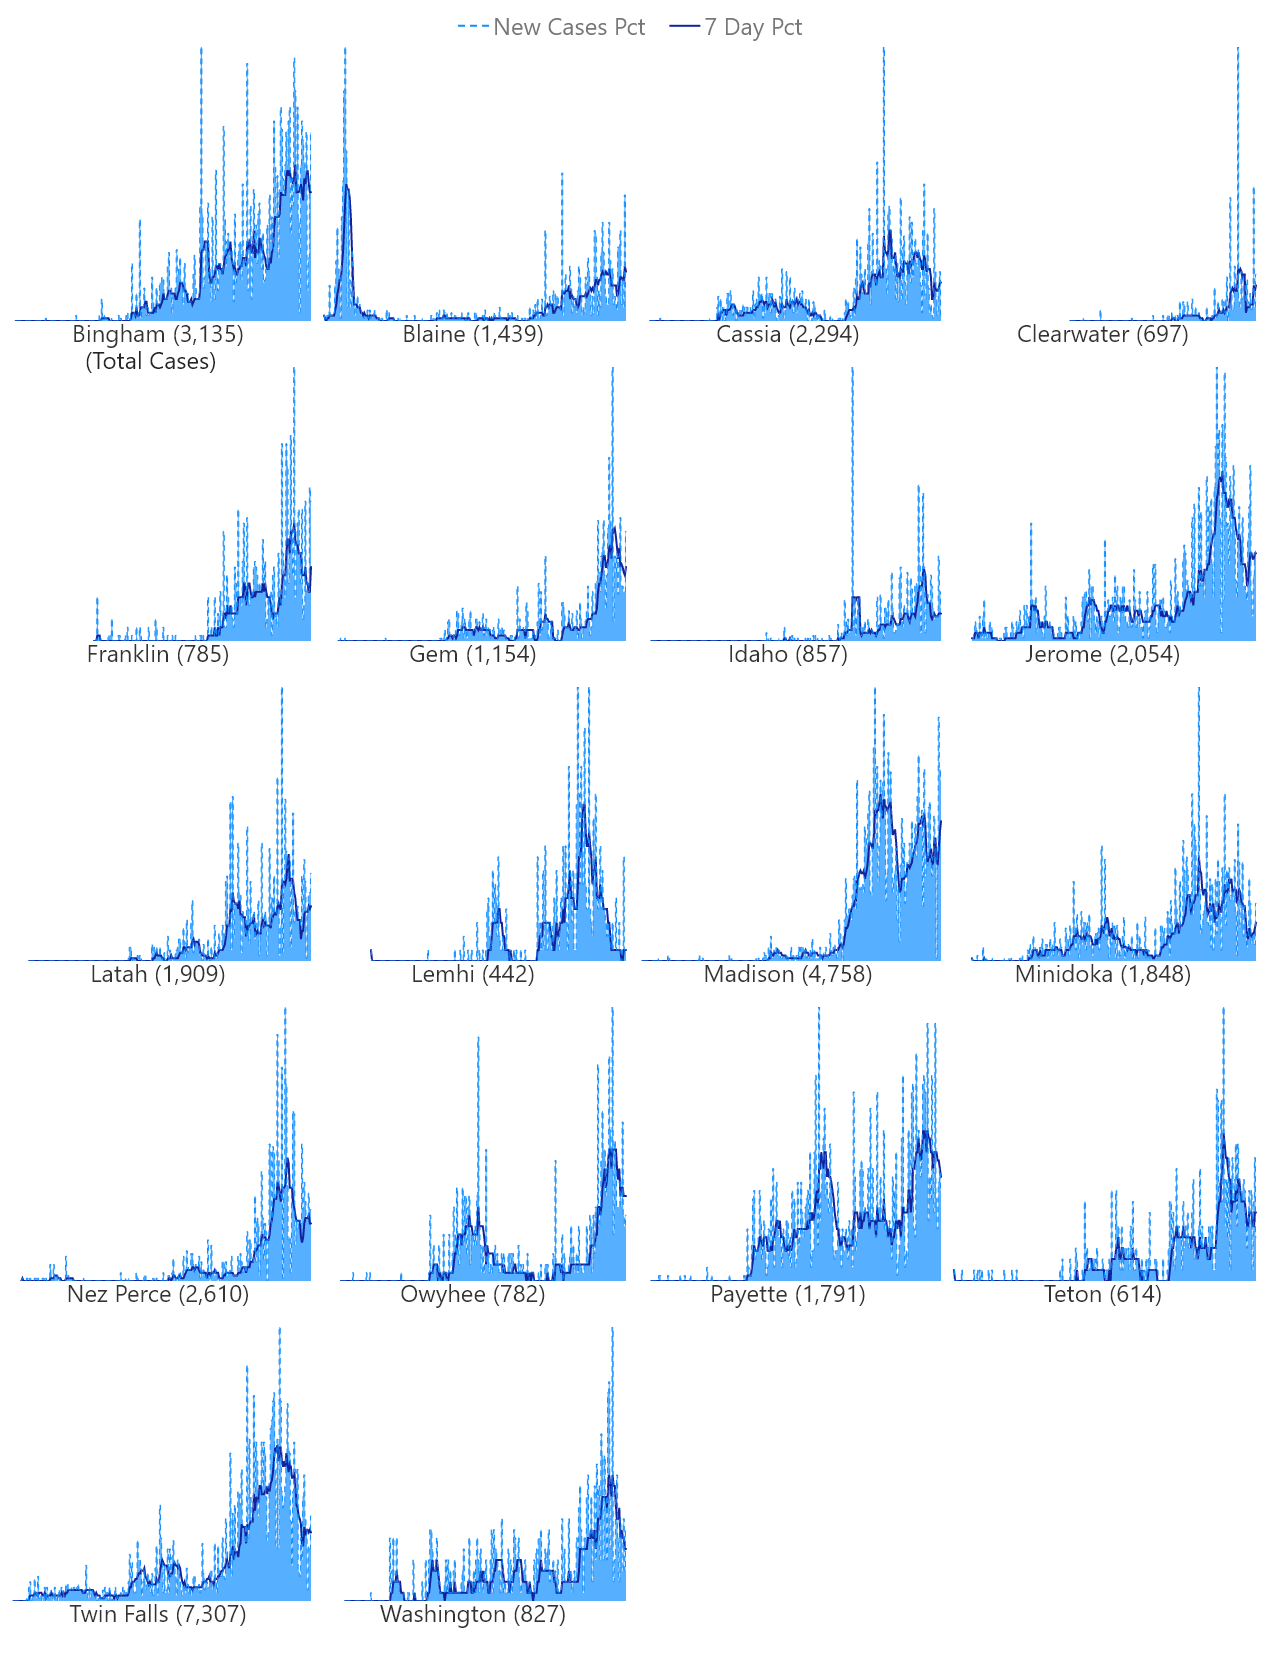 New Cases Pct 7 Day Pct
Bingham (3,135) Blaine (1,439) Cassia (2,294) Clearwater (697)
(Total Cases)
Franklin (785) Gem (1,154) Idaho (857) Jerome (2,054)
Latah (1,909) Lemhi (442) Madison (4,758) Minidoka (1,848)
Nez Perce (2,610) Owyhee (782) Payette (1,791) Teton (614)
Twin Falls (7,307) Washington (827)